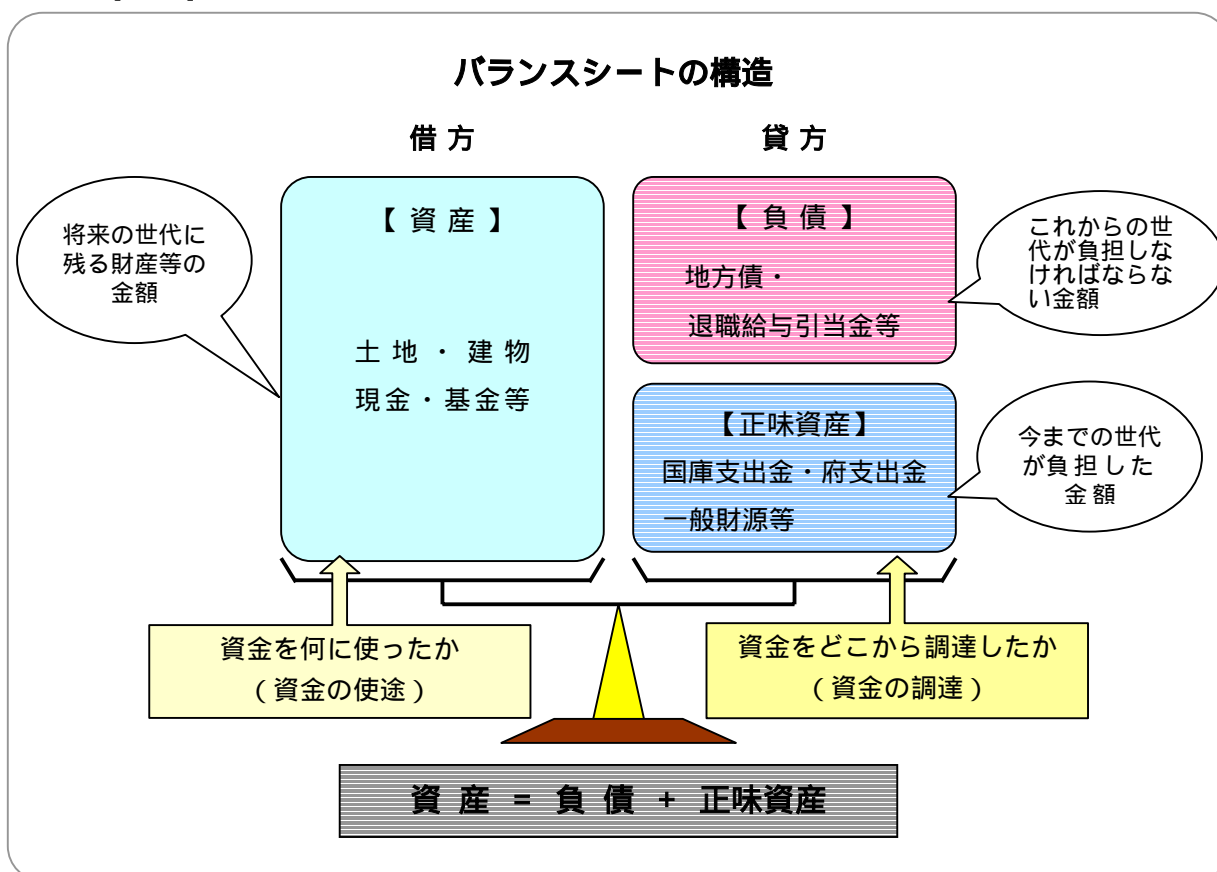 バランスシートの構造
借方
貸方
将来の世代に
残る財産等の
金額
【 資 産 】
土 地 ・ 建 物
現金・基金等
【 負 債 】
地方債・
退職給与引当金等
これからの世
代が負担しな
ければならな
い金額
【正味資産】
国庫支出金・府支出金
一般財源等
今までの世代
が負担した
金額
資金を何に使ったか
(資金の使途)
資金をどこから調達したか
(資金の調達)
資 産 = 負 債 + 正味資産